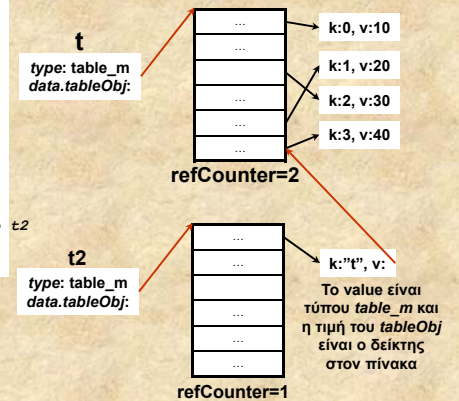 t
type: table_m
data.tableObj:
...
...
...
...
...
k:0, v:10
k:1, v:20
k:2, v:30
k:3, v:40
refCounter=2
t2
t2
type: table_m
data.tableObj:
...
...
...
...
k:"t", v:
Το value είναι
τύπου table_m και
η τιμή του tableObj
είναι ο δείκτης
στον πίνακα
refCounter=1